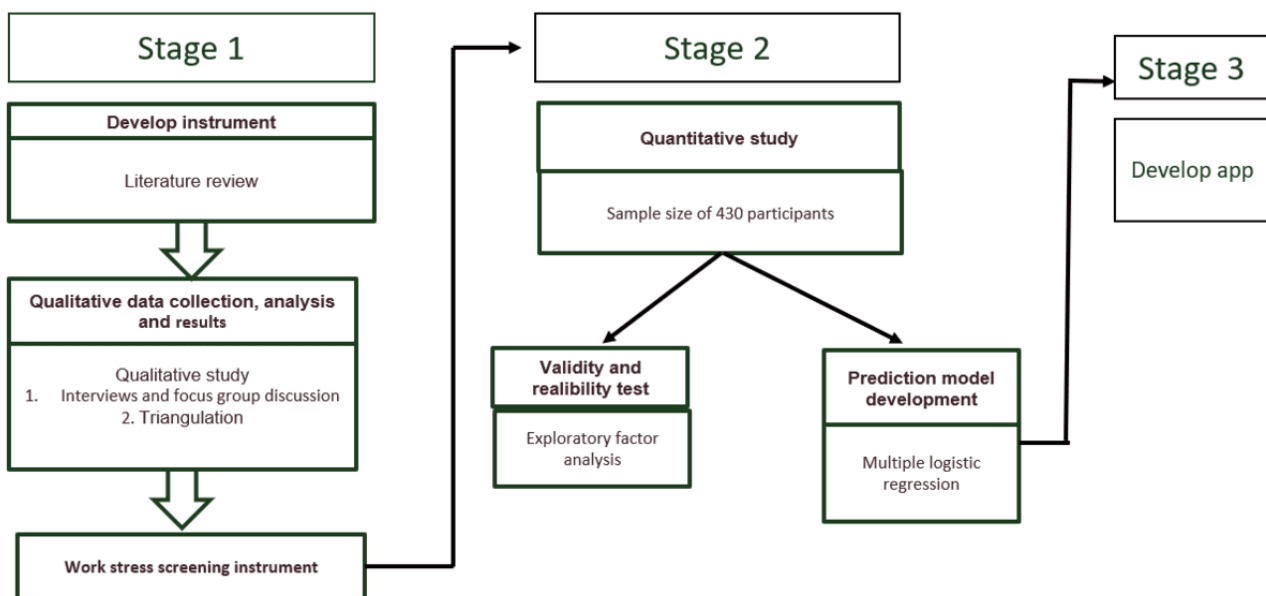 Stage 1
Develop instrument
Literature review
Qualitative data collection, analysis
and results
Qualitative study
1. Interviews and focus group discussion
2. Triangulation
Work stress screening instrument
Stage 2
Quantitative study
Sample size of 430 participants
Validity and
realibility test
Exploratory factor
analysis
Prediction model
development
Multiple logistic
regression
Stage 3
Develop app